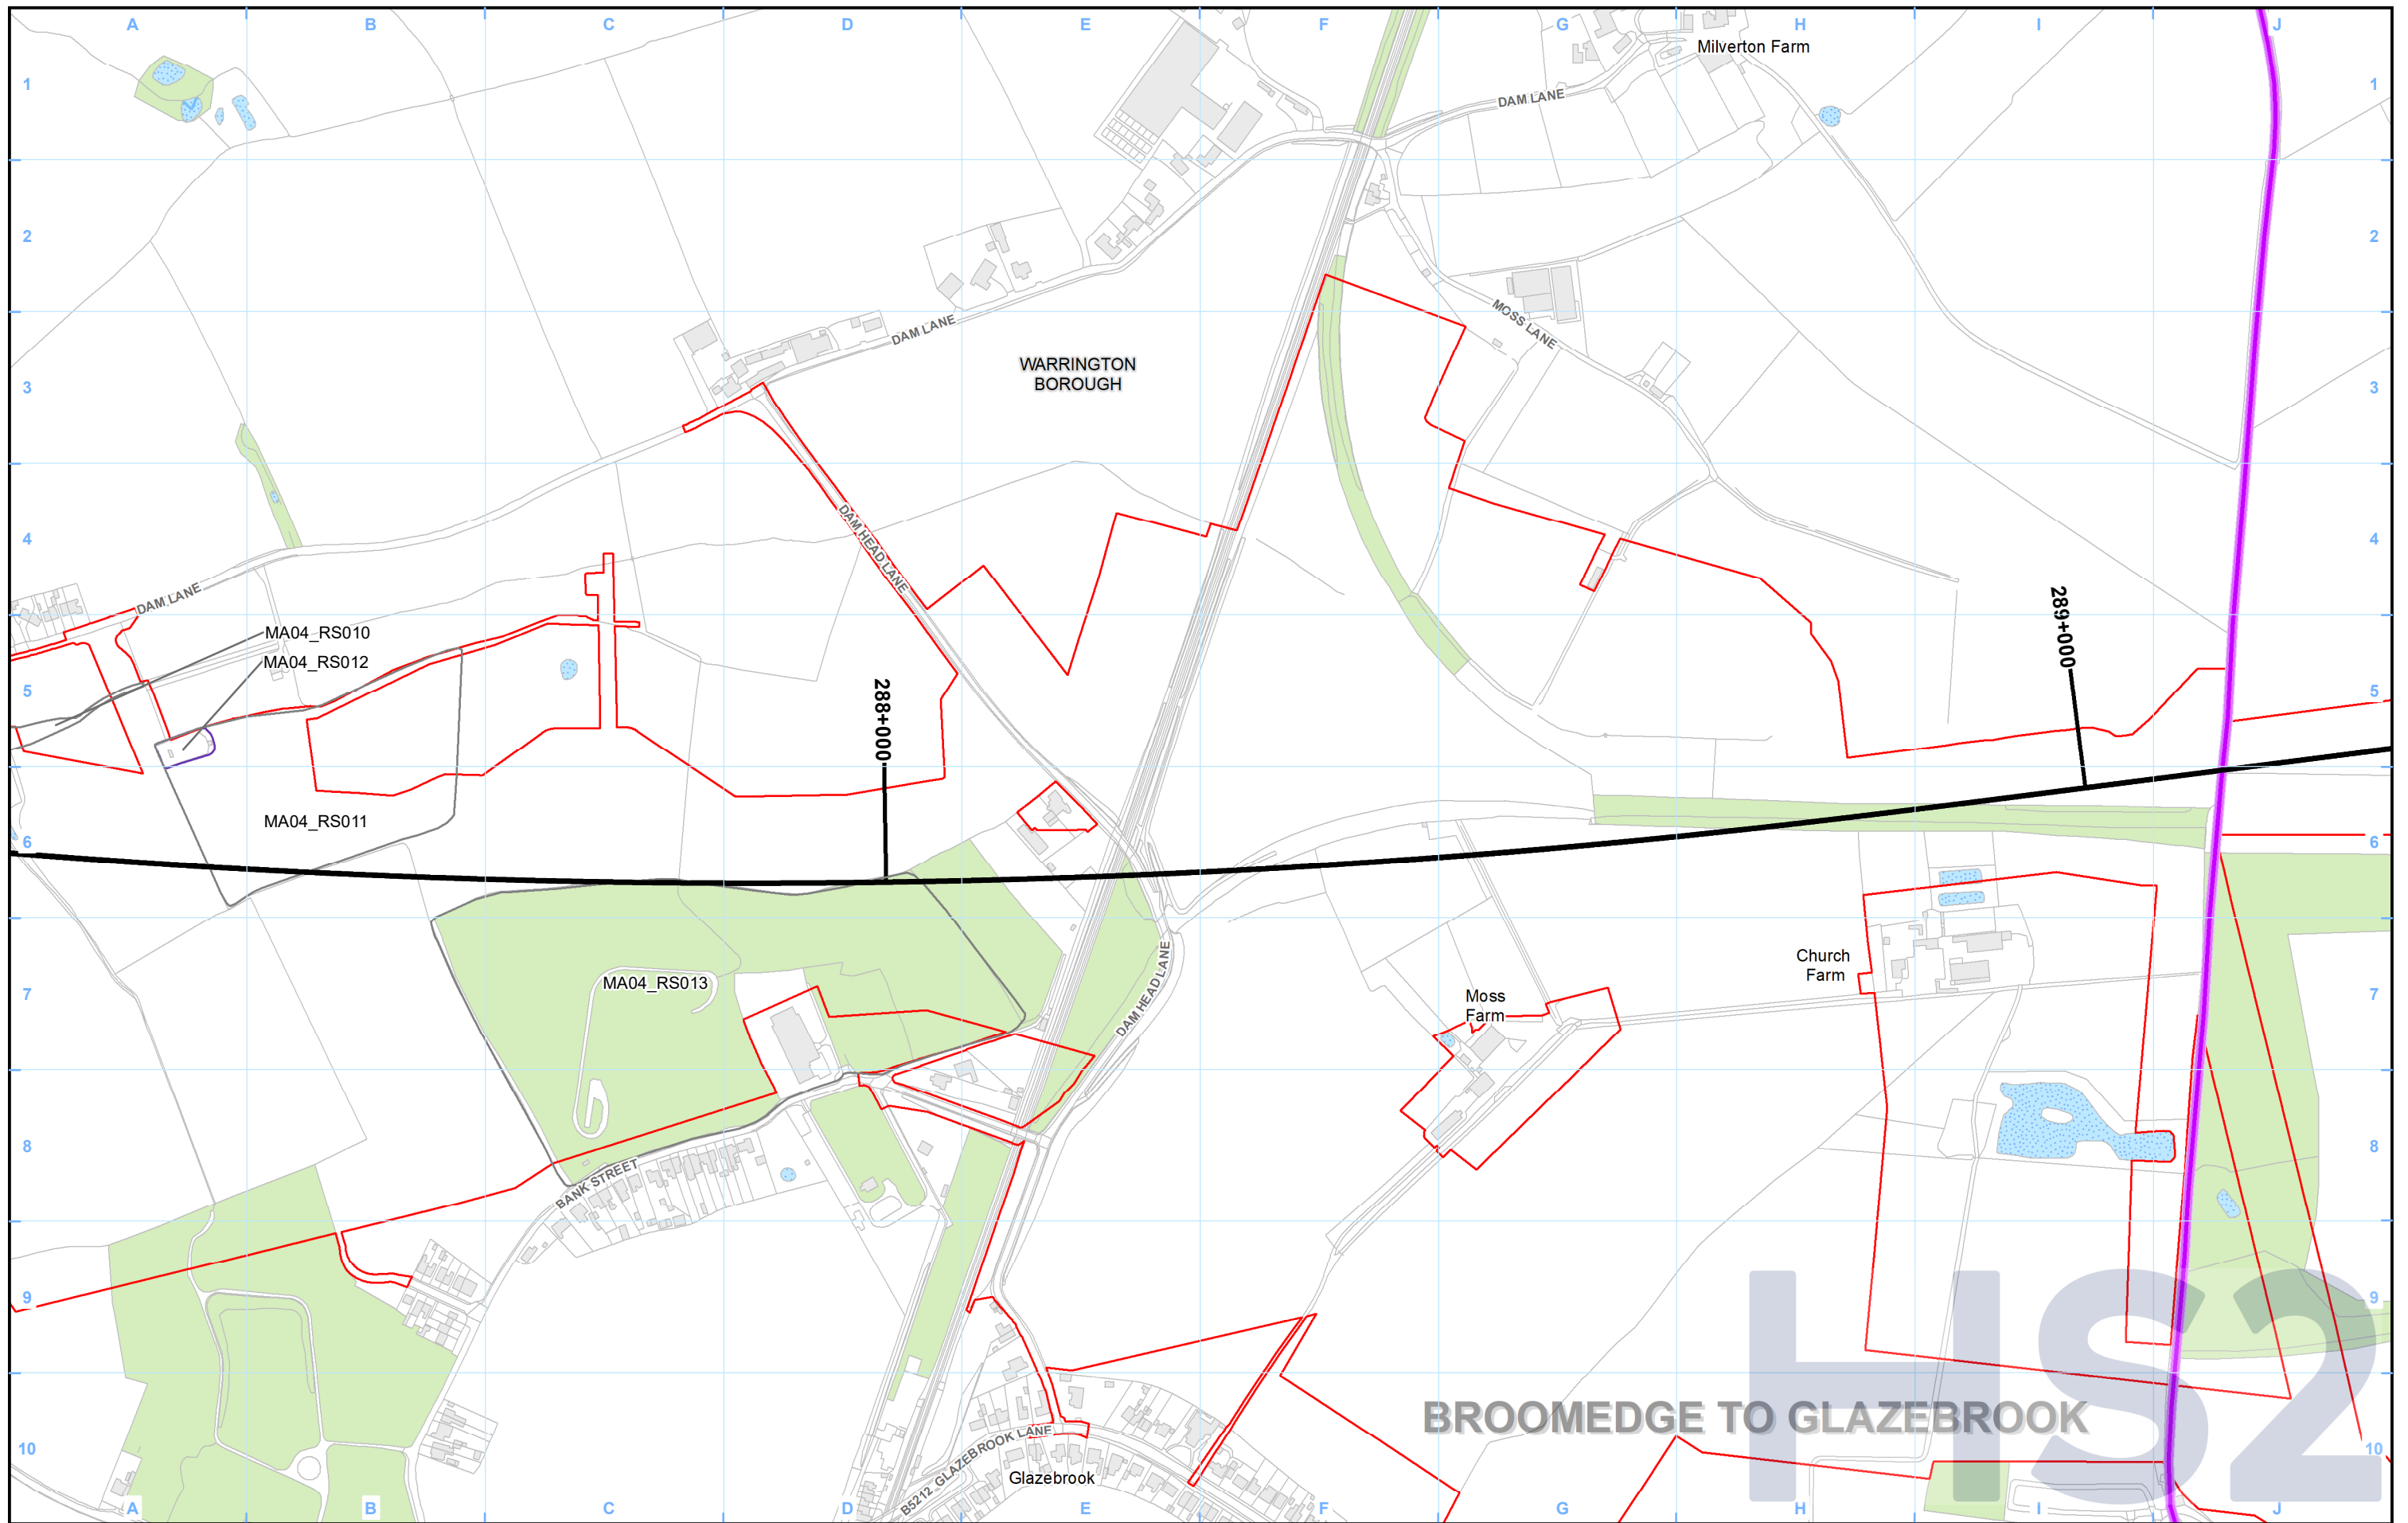 A B C D E F G H I J
Milverton Farm
1 1
DAM LANE
2 2
MOSS LANE
DAM LANE
WARRINGTON
BOROUGH
3 3
DAM HEAD LANE
4 4
DAM LANE
289+000
MA04_RS010
MA04_RS012
288+000
5 5
MA04_RS011
6 6
Church
Farm
MA04_RS013
DAM HEAD LANE
7 7
Moss
Farm
8 8
BANK STREET
9 9
HS2
BROOMEDGE TO GLAZEBROOK
10 10
B5212 GLAZEBROOK LANE
Glazebrook
A B C D E F G H I J